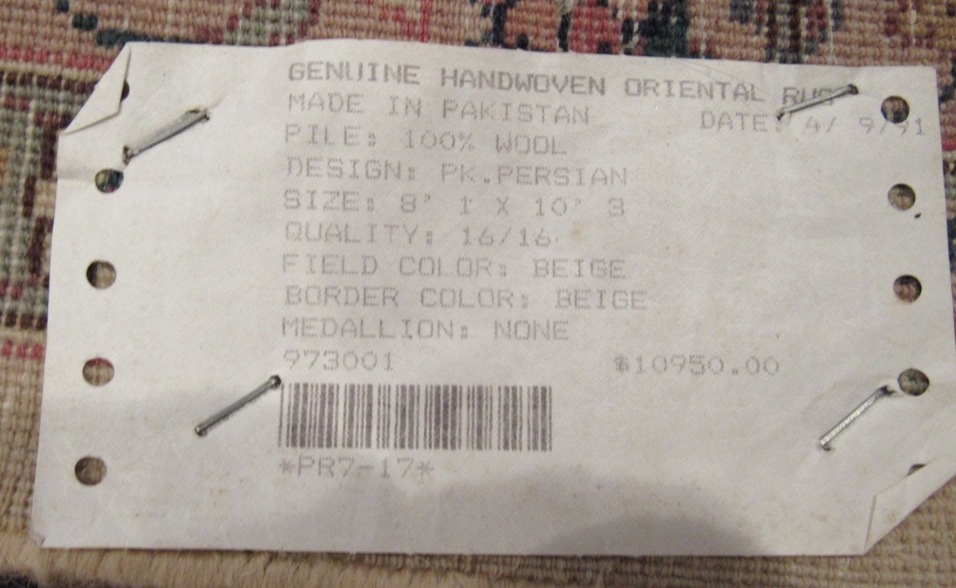 GENUINE HANDWOVEN ORIENTAL RUG
MADE IN PAKISTAN
DATE: 4/ 9/91
PILE: 100% WOOL
DESIGN: PK.PERSIAN
SIZE: 8' 1 X 10' 3
QUALITY: 16/16
FIELD COLOR: BEIGE
BORDER COLOR: BEIGE
MEDALLION: NONE
973001 $10950.00
*PR7-17*